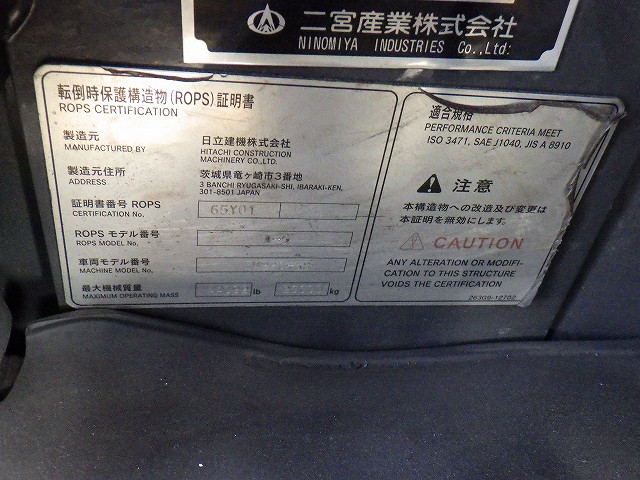 二宮産業株式会社
NINOMIYA INDUSTRIES Co.,Ltd:
転倒時保護構造物(ROPS)証明書
ROPS CERTIFICATION
製造元
MANUFACTURED BY
日立建機株式会社
HITACHI CONSTRUCTION
MACHINERY CO.,LTD.
製造元住所
ADDRESS
茨城県竜ヶ崎市3番地
3 BANCHI RYUGASAKI-SHI, IBARAKI-KEN,
301-8501 JAPAN
証明書番号 ROPS
CERTIFICATION No.
65Y01
ROPS モデル番号
ROPS MODEL No.
車両モデル番号
MACHINE MODEL No.
最大機械質量
MAXIMUM OPERATING MASS
lb
kg
適合規格
PERFORMANCE CRITERIA MEET
ISO 3471, SAE J1040, JIS A 8910
注意
本構造物への改造及び変更は
本証明を無効にします。
CAUTION
ANY ALTERATION OR MODIFI-
CATION TO THIS STRUCTURE
VOIDS THE CERTIFICATION
263G9-12702